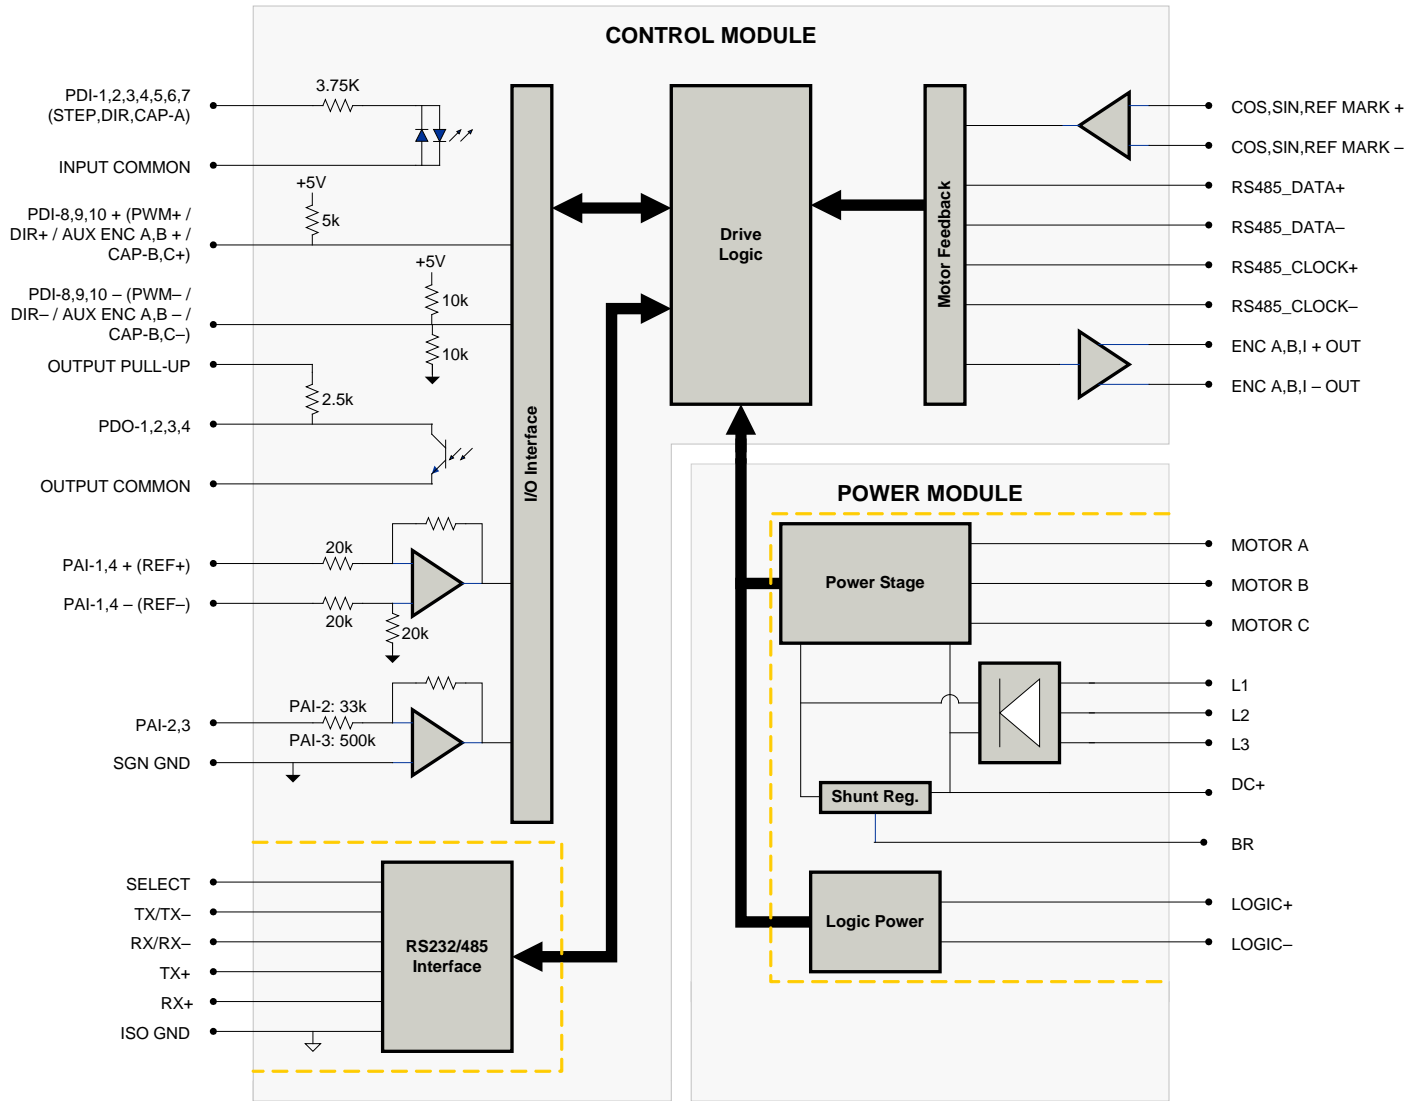 CONTROL MODULE
PDI-1,2,3,4,5,6,7
(STEP,DIR,CAP-A)
3.75K
INPUT COMMON
+5V
5k
PDI-8,9,10 + (PWM+ /
DIR+ / AUX ENC A,B + /
CAP-B,C+)
+5V
10k
PDI-8,9,10 – (PWM– /
DIR– / AUX ENC A,B – /
CAP-B,C–)
10k
OUTPUT PULL-UP
2.5k
PDO-1,2,3,4
OUTPUT COMMON
20k
PAI-1,4 + (REF+)
PAI-1,4 – (REF–)
20k
20k
PAI-2: 33k
PAI-2,3
PAI-3: 500k
SGN GND
I/O Interface
SELECT
TX/TX–
RX/RX–
TX+
RX+
ISO GND
RS232/485
Interface
Drive
Logic
Motor Feedback
COS,SIN,REF MARK +
COS,SIN,REF MARK –
RS485_DATA+
RS485_DATA–
RS485_CLOCK+
RS485_CLOCK–
ENC A,B,I + OUT
ENC A,B,I – OUT
POWER MODULE
Power Stage
MOTOR A
MOTOR B
MOTOR C
L1
L2
L3
DC+
Shunt Reg.
BR
Logic Power
LOGIC+
LOGIC–